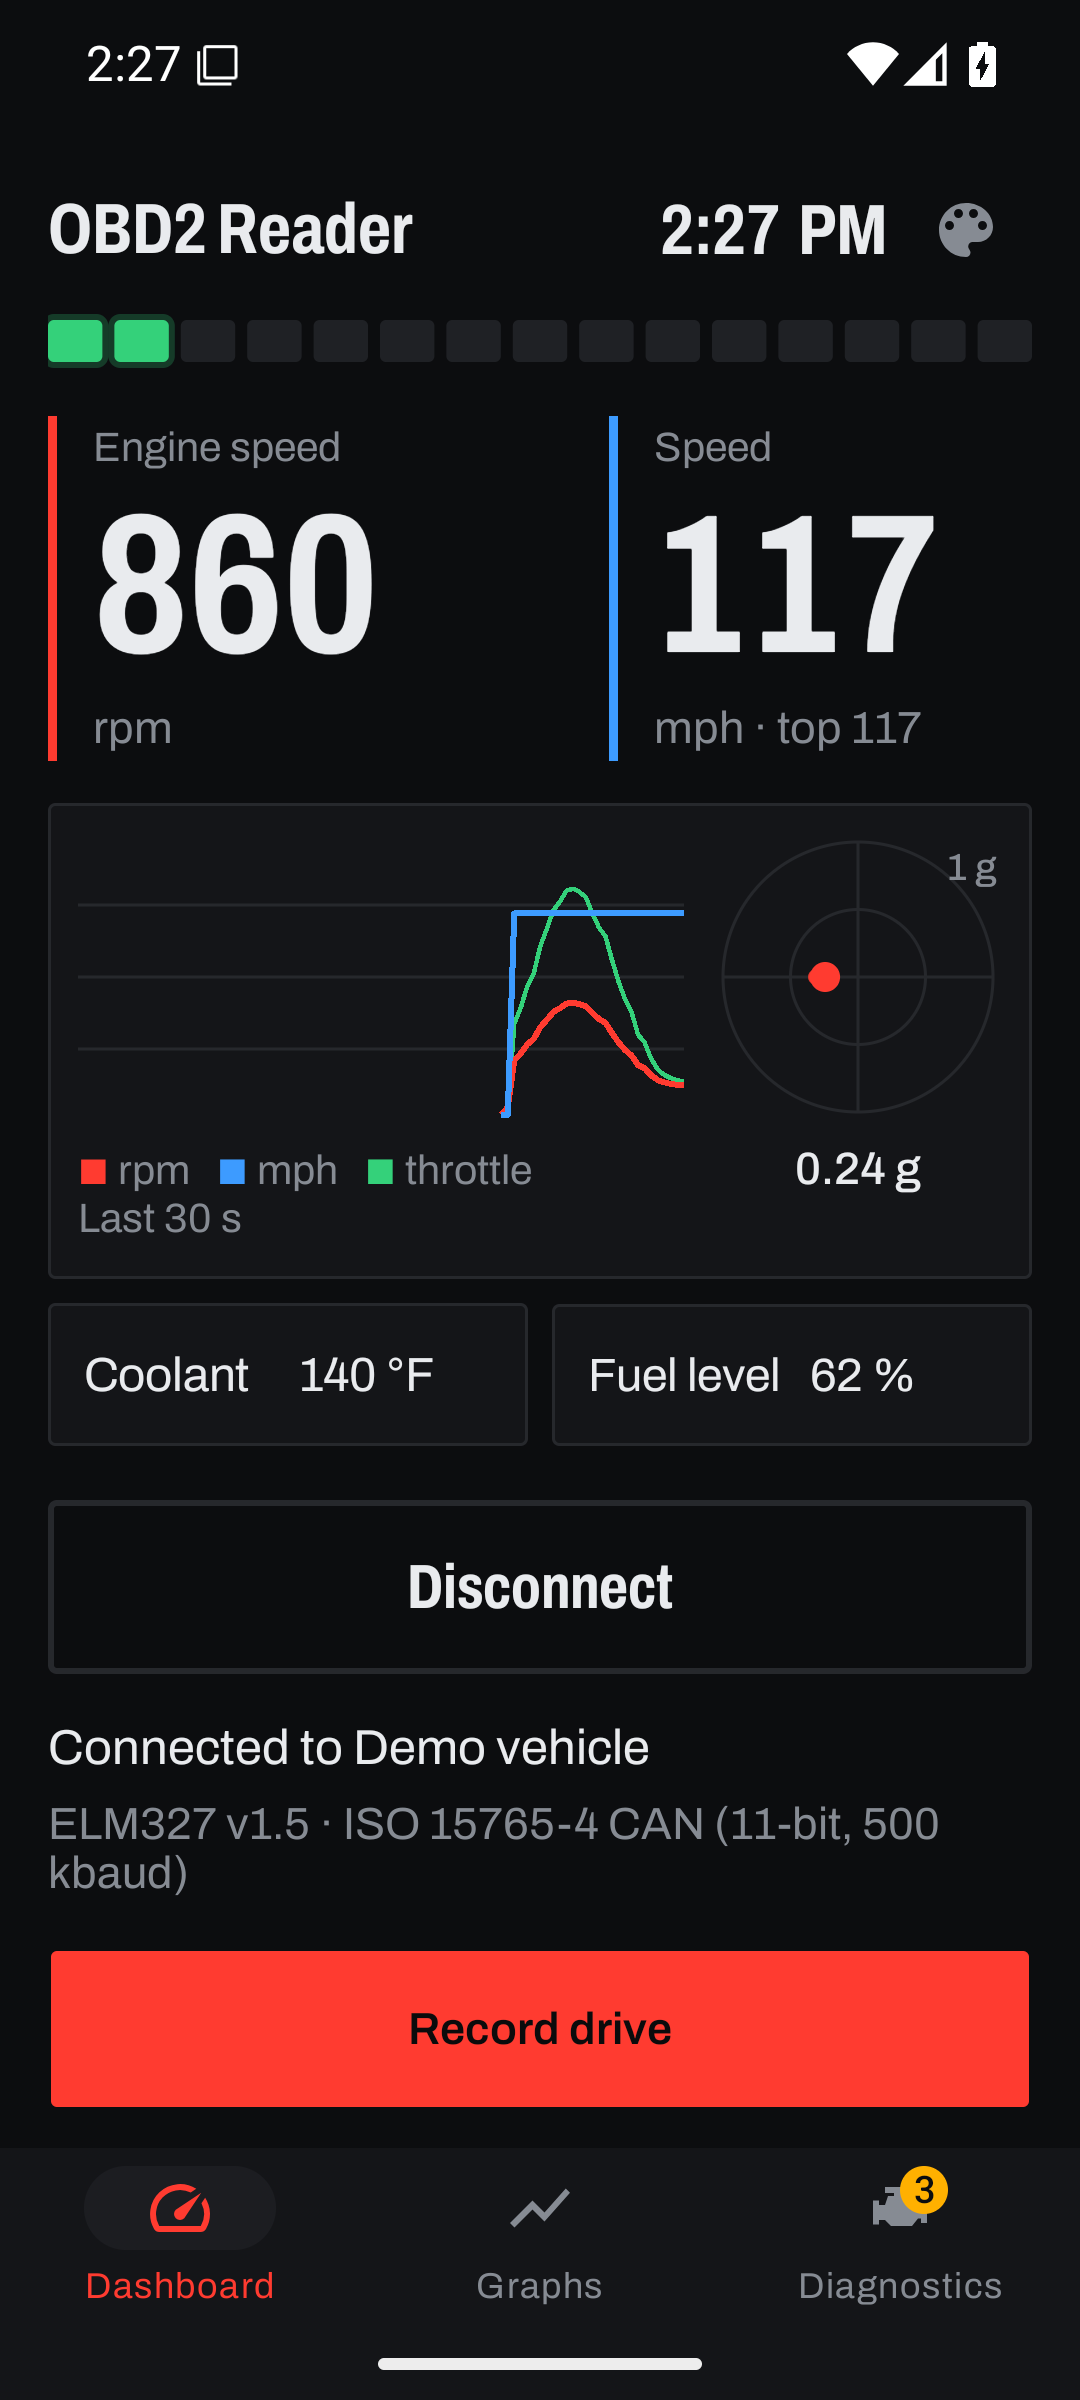 2:27
OBD2 Reader 2:27 PM
Engine speed
860
rpm
Speed
117
mph · top 117
1 g
rpm mph throttle
Last 30 s
0.24 g
Coolant 140 °F
Fuel level 62 %
Disconnect
Connected to Demo vehicle
ELM327 v1.5 · ISO 15765-4 CAN (11-bit, 500
kbaud)
Record drive
3
Dashboard Graphs Diagnostics